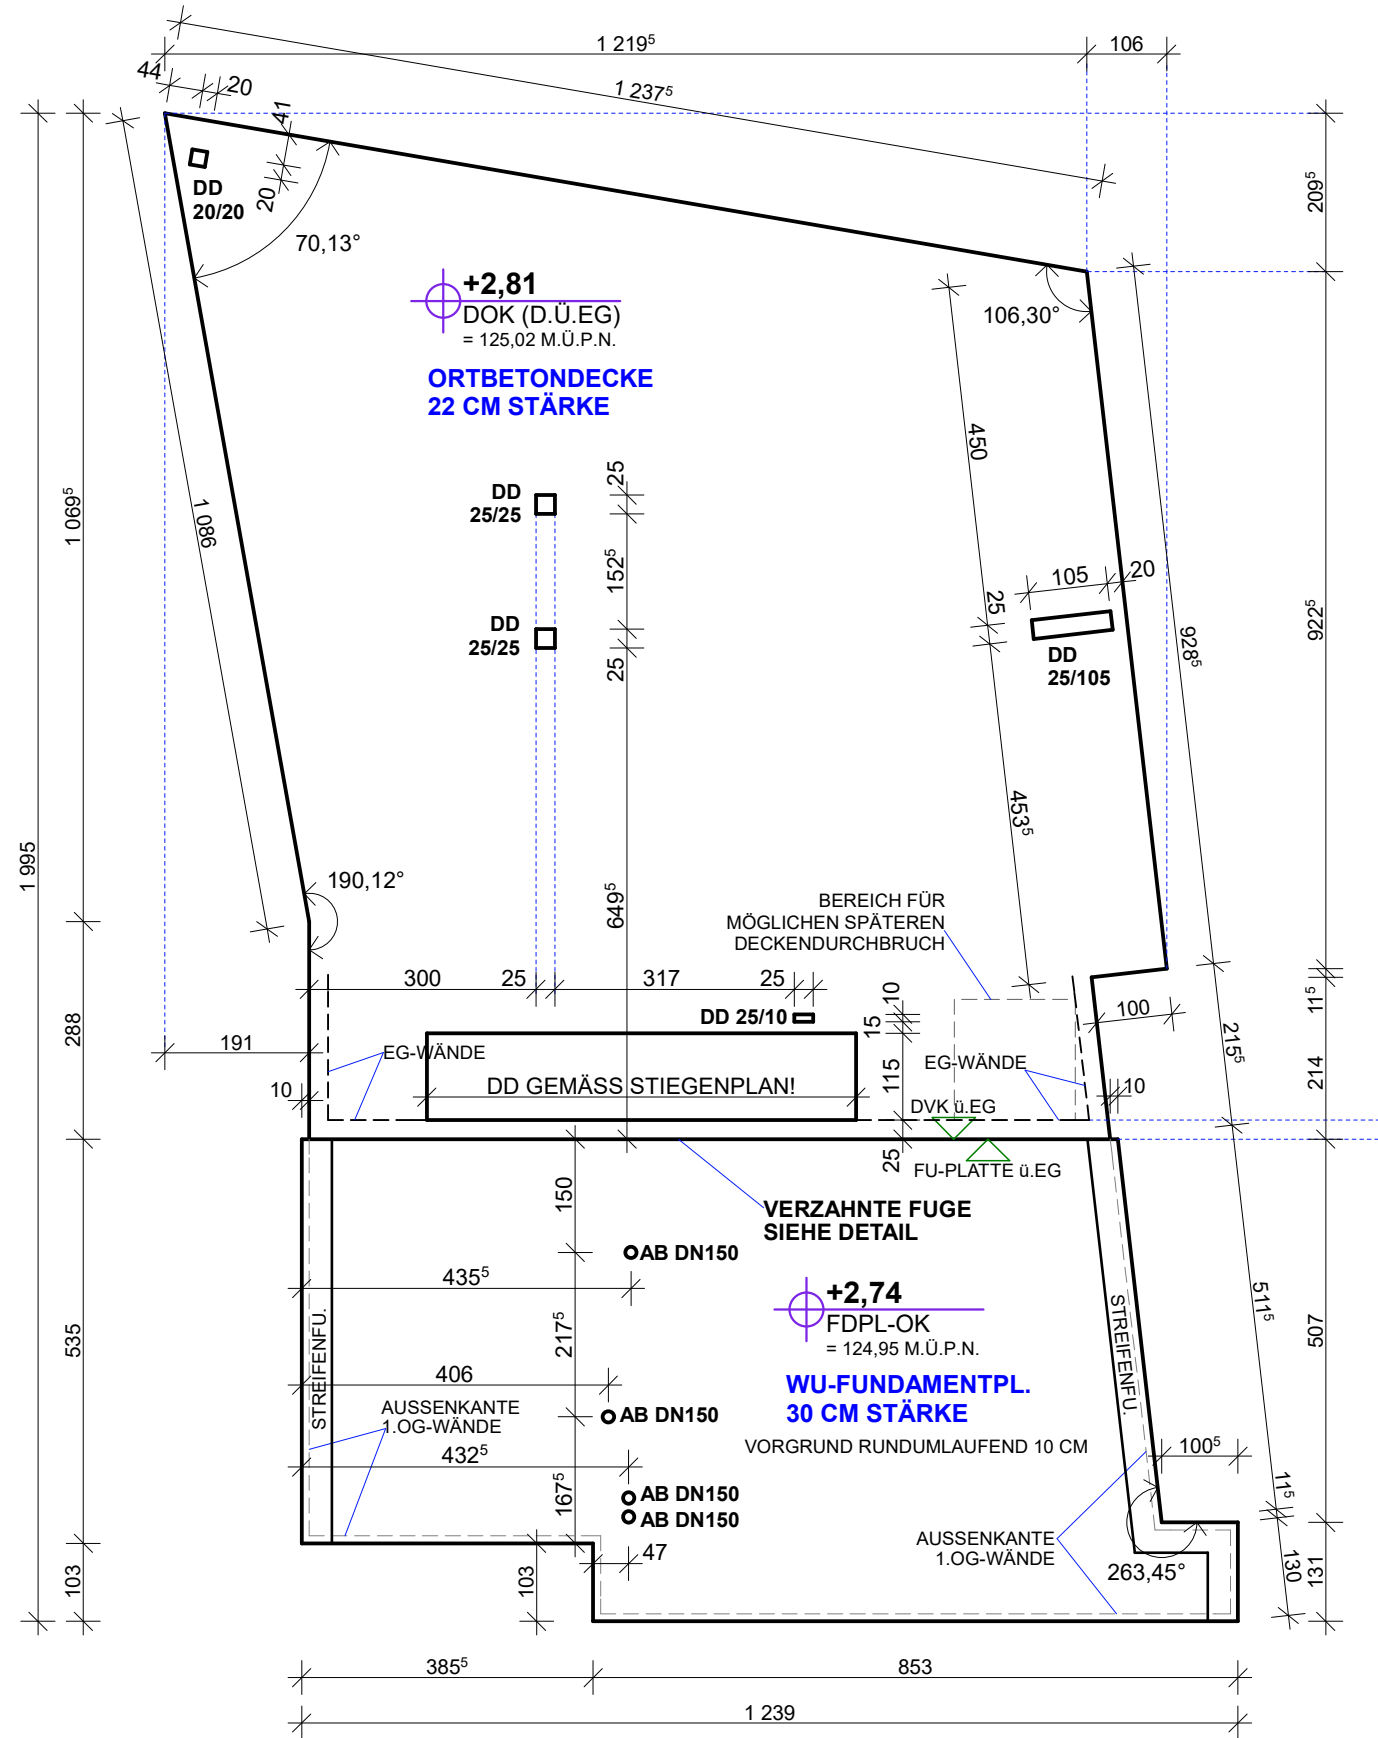 1 219⁵
106
1 237⁵
44
20
41
20
DD
20/20
70,13°
209⁵
+2,81
DOK (D.Ü.EG)
= 125,02 M.Ü.P.N.
106,30°
ORTBETONDECKE
22 CM STÄRKE
450
1 069⁵
1 086
DD
25/25
25
152⁵
DD
25/25
25
105
20
25
DD
25/105
928⁵
922⁵
453⁵
1 995
190,12°
649⁵
BEREICH FÜR
MÖGLICHEN SPÄTEREN
DECKENDURCHBRUCH
300
25
317
25
10
DD 25/10
15
100
11⁵
288
191
EG-WÄNDE
DD GEMÄSS STIEGENPLAN!
115
EG-WÄNDE
215⁵
214
10
10
DVK ü.EG
25
FU-PLATTE ü.EG
150
VERZAHNTE FUGE
SIEHE DETAIL
AB DN150
435⁵
+2,74
FDPL-OK
= 124,95 M.Ü.P.N.
STREIFENFU.
217⁵
STREIFENFU.
511⁵
507
535
406
WU-FUNDAMENTPL.
30 CM STÄRKE
AUSSENKANTE
1.OG-WÄNDE
AB DN150
VORGRUND RUNDUMLAUFEND 10 CM
100⁵
432⁵
167⁵
AB DN150
AB DN150
11⁵
AUSSENKANTE
1.OG-WÄNDE
47
263,45°
103
103
130
131
385⁵
853
1 239